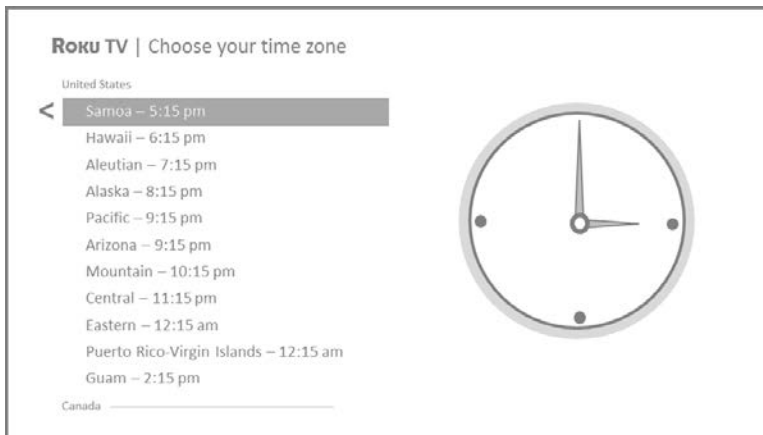 ROKU TV | Choose your time zone
United States
<
Samoa – 5:15 pm
Hawaii – 6:15 pm
Aleutian – 7:15 pm
Alaska – 8:15 pm
Pacific – 9:15 pm
Arizona – 9:15 pm
Mountain – 10:15 pm
Central – 11:15 pm
Eastern – 12:15 am
Puerto Rico-Virgin Islands – 12:15 am
Guam – 2:15 pm
Canada